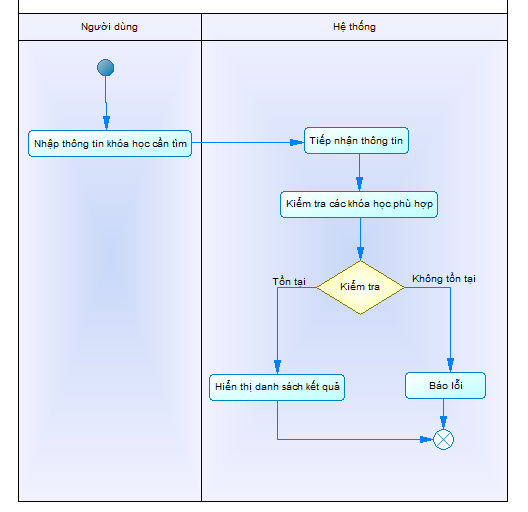 Người dùng
Hệ thống
Nhập thông tin khóa học cần tìm
Tiếp nhận thông tin
Kiểm tra các khóa học phù hợp
Kiểm tra
Tồn tại
Không tồn tại
Hiển thị danh sách kết quả
Báo lỗi